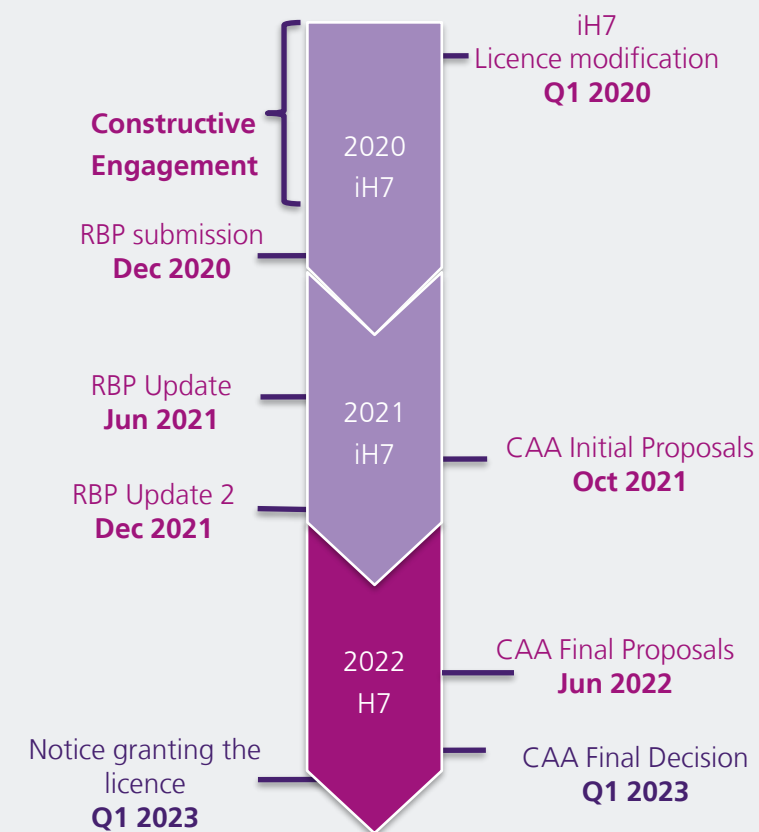 iH7
Licence modification
Q1 2020
Constructive
Engagement
2020
iH7
RBP submission
Dec 2020
RBP Update
Jun 2021
2021
iH7
CAA Initial Proposals
Oct 2021
RBP Update 2
Dec 2021
2022
H7
CAA Final Proposals
Jun 2022
Notice granting the
licence
Q1 2023
CAA Final Decision
Q1 2023